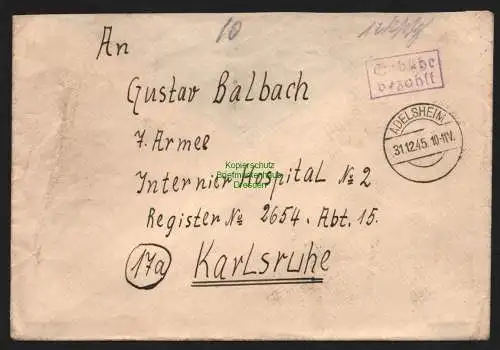 An
10
Gustav Balbach
Gebühr
bezahlt
ADELSHEIM
31.12.45.10-11V.
7. Armee
Kopierschutz
Briefmarkenhaus
Dresden
Internier Hospital № 2
Register № 2654. Abt. 15.
17a
Karlsruhe